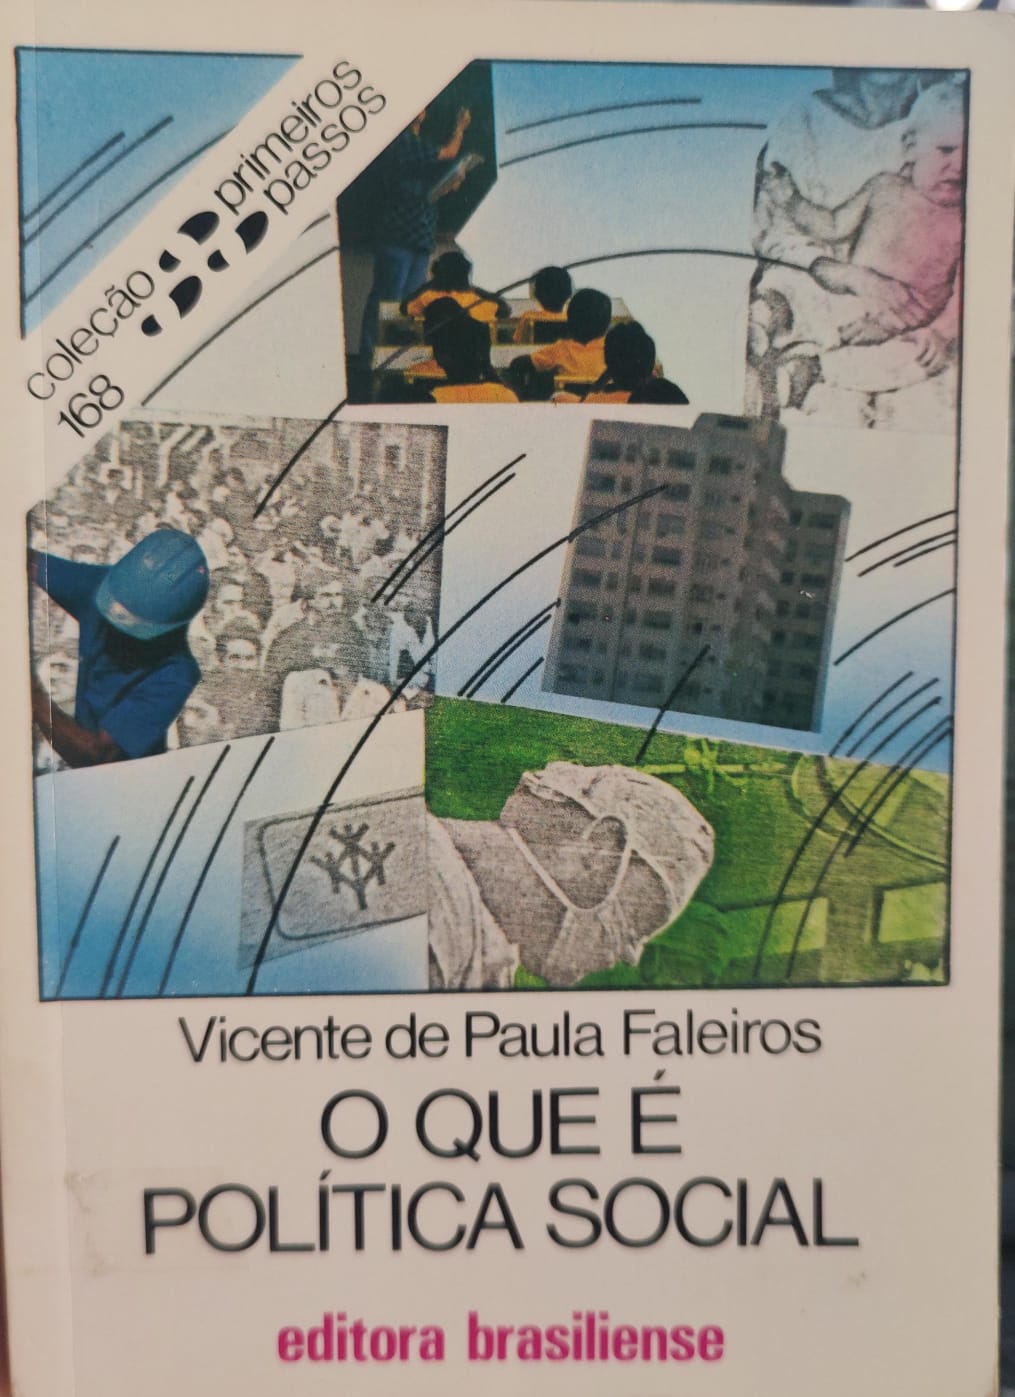 coleção primeiros
168 passos
Vicente de Paula Faleiros
O QUE É
POLÍTICA SOCIAL
editora brasiliense